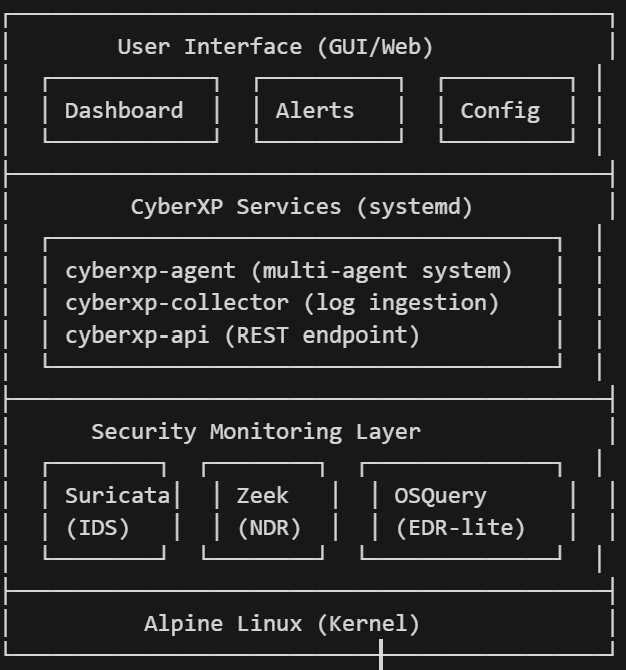 User Interface (GUI/Web)
Dashboard Alerts Config
CyberXP Services (systemd)
cyberxp-agent (multi-agent system)
cyberxp-collector (log ingestion)
cyberxp-api (REST endpoint)
Security Monitoring Layer
Suricata Zeek OSQuery
(IDS) (NDR) (EDR-lite)
Alpine Linux (Kernel)